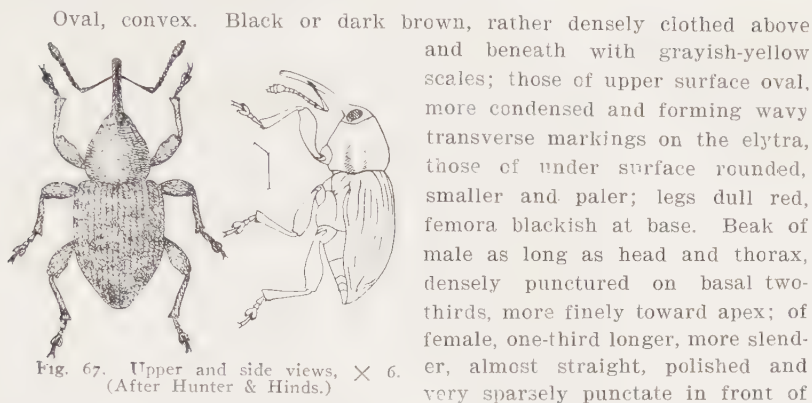 Oval, convex. Black or dark brown, rather densely clothed above
and beneath with grayish-yellow
scales; those of upper surface oval,
more condensed and forming wavy
transverse markings on the elytra,
those of under surface rounded,
smaller and paler; legs dull red,
femora blackish at base. Beak of
male as long as head and thorax,
densely punctured on basal two-
thirds, more finely toward apex; of
female, one-third longer, more slend-
er, almost straight, polished and
very sparsely punctate in front of
Fig. 67. Upper and side views, × 6.
(After Hunter & Hinds.)